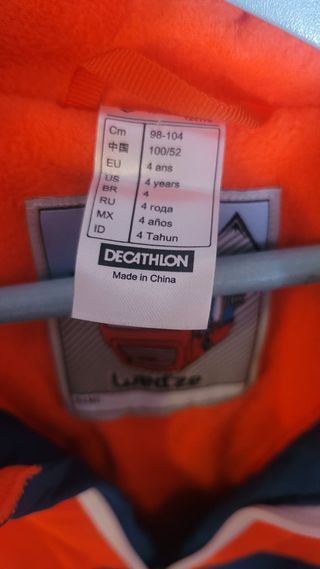 Cm 98-104
中国 100/52
EU 4 ans
US 4 years
BR 4
RU 4 года
MX 4 años
ID 4 Tahun
DECATHLON
Made in China